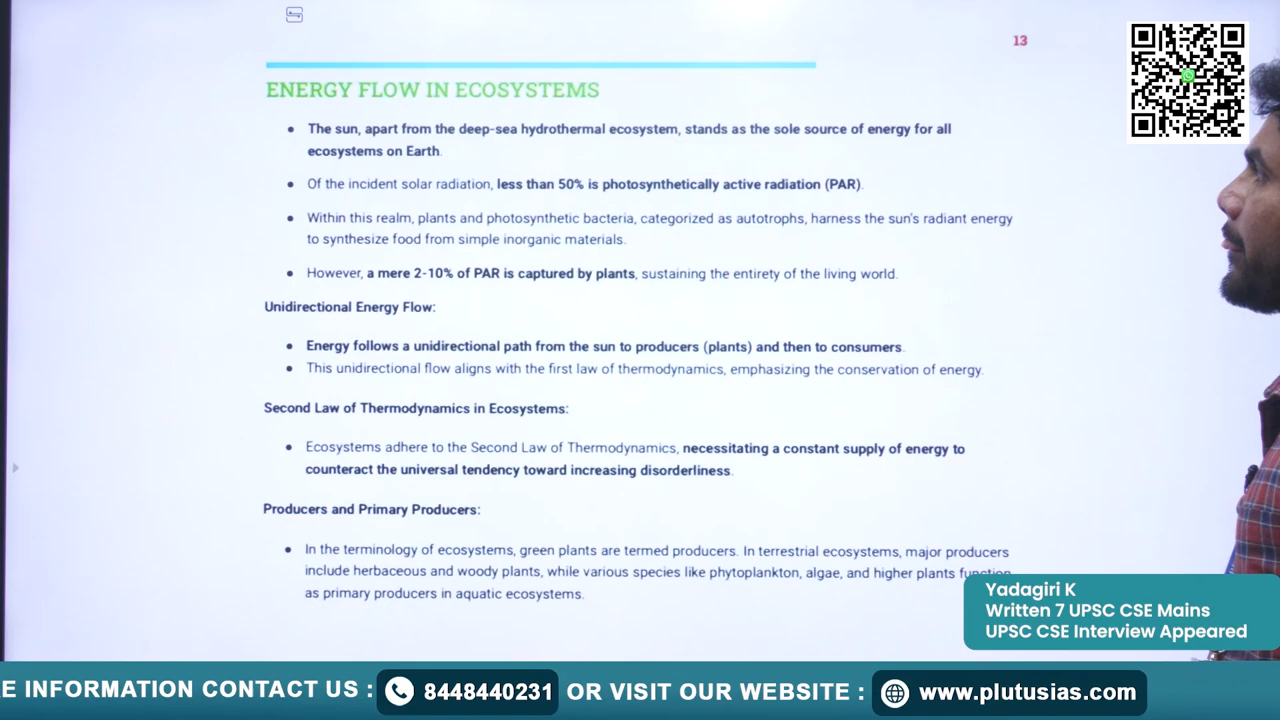 13
ENERGY FLOW IN ECOSYSTEMS
• The sun, apart from the deep-sea hydrothermal ecosystem, stands as the sole source of energy for all
ecosystems on Earth.
• Of the incident solar radiation, less than 50% is photosynthetically active radiation (PAR).
• Within this realm, plants and photosynthetic bacteria, categorized as autotrophs, harness the sun's radiant energy
to synthesize food from simple inorganic materials.
• However, a mere 2-10% of PAR is captured by plants, sustaining the entirety of the living world.
Unidirectional Energy Flow:
• Energy follows a unidirectional path from the sun to producers (plants) and then to consumers.
• This unidirectional flow aligns with the first law of thermodynamics, emphasizing the conservation of energy.
Second Law of Thermodynamics in Ecosystems:
• Ecosystems adhere to the Second Law of Thermodynamics, necessitating a constant supply of energy to
counteract the universal tendency toward increasing disorderliness.
Producers and Primary Producers:
• In the terminology of ecosystems, green plants are termed producers. In terrestrial ecosystems, major producers
include herbaceous and woody plants, while various species like phytoplankton, algae, and higher plants function
as primary producers in aquatic ecosystems.
Yadagiri K
Written 7 UPSC CSE Mains
UPSC CSE Interview Appeared
E INFORMATION CONTACT US : 8448440231 OR VISIT OUR WEBSITE : www.plutusias.com